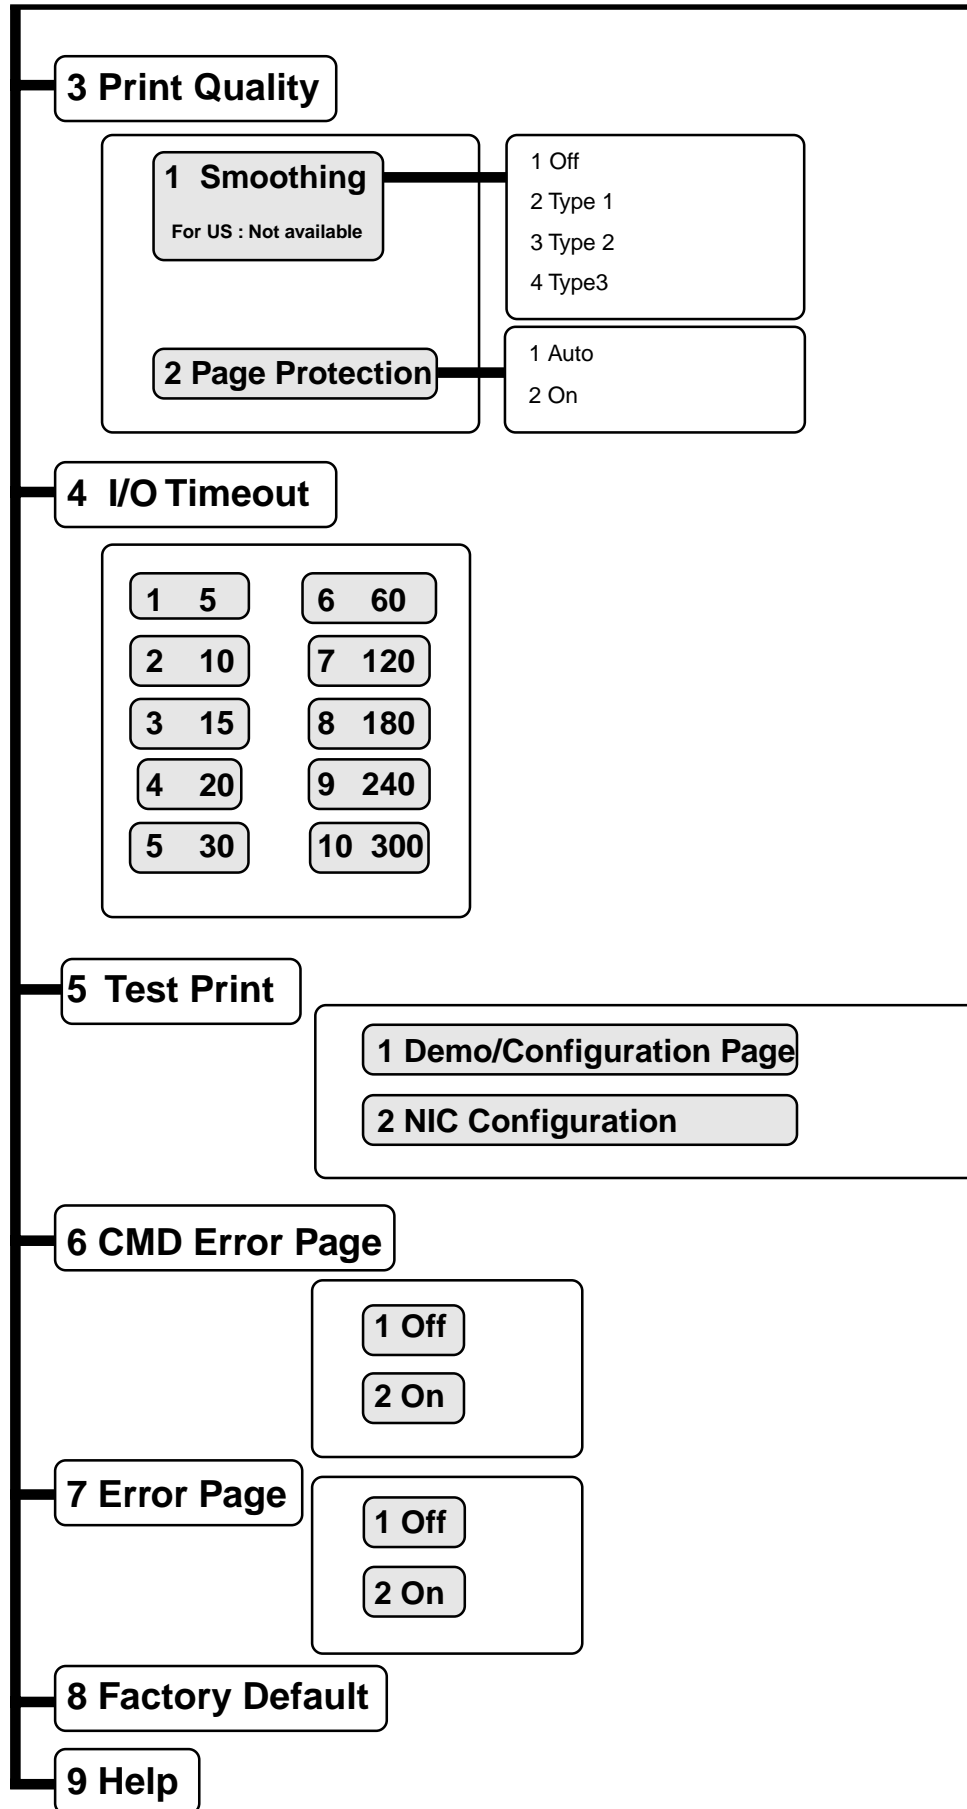 3 Print Quality
1 Smoothing
For US : Not available
1 Off
2 Type 1
3 Type 2
4 Type3
2 Page Protection
1 Auto
2 On
4 I/O Timeout
1 5
6 60
2 10
7 120
3 15
8 180
4 20
9 240
5 30
10 300
5 Test Print
1 Demo/Configuration Page
2 NIC Configuration
6 CMD Error Page
1 Off
2 On
7 Error Page
1 Off
2 On
8 Factory Default
9 Help